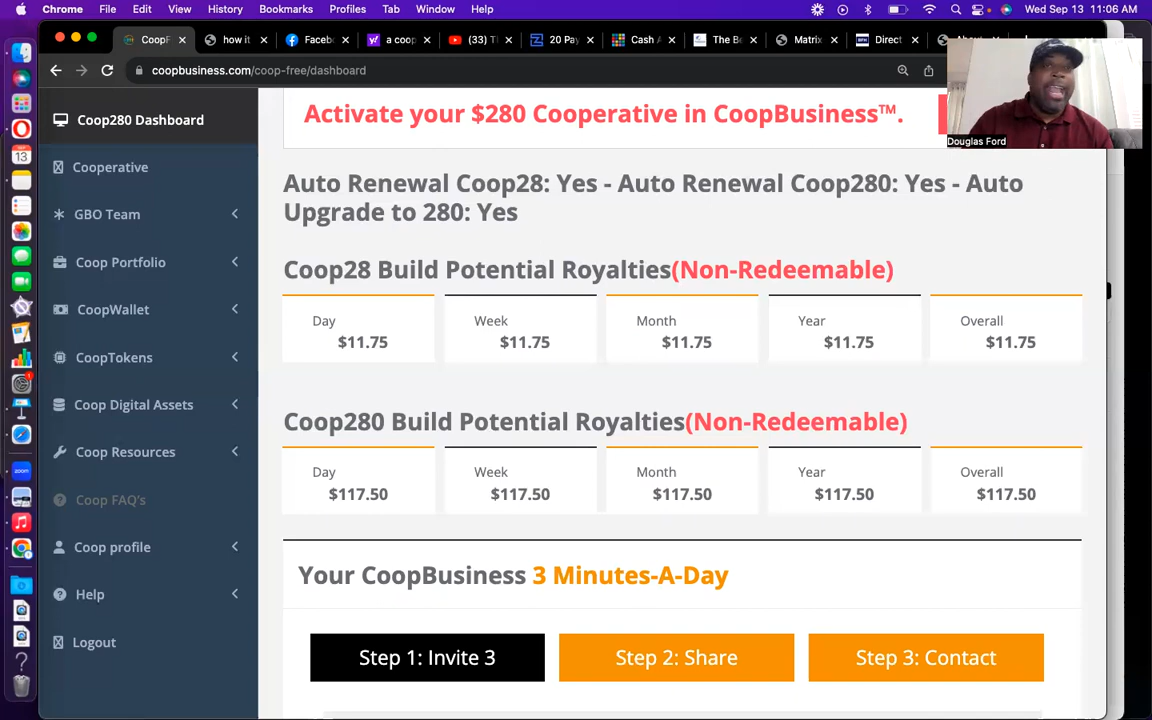 Chrome File Edit View History Bookmarks Profiles Tab Window Help Wed Sep 13 11:06 AM
CoopF how it Faceb a coop (33) T 20 Pay Cash A The B Matrix Direct
coopbusiness.com/coop-free/dashboard
Douglas Ford
Coop280 Dashboard
Cooperative
GBO Team
Coop Portfolio
CoopWallet
CoopTokens
Coop Digital Assets
Coop Resources
Coop FAQ's
Coop profile
Help
Logout
Activate your $280 Cooperative in CoopBusiness™.
Auto Renewal Coop28: Yes - Auto Renewal Coop280: Yes - Auto
Upgrade to 280: Yes
Coop28 Build Potential Royalties(Non-Redeemable)
Day Week Month Year Overall
$11.75 $11.75 $11.75 $11.75 $11.75
Coop280 Build Potential Royalties(Non-Redeemable)
Day Week Month Year Overall
$117.50 $117.50 $117.50 $117.50 $117.50
Your CoopBusiness 3 Minutes-A-Day
Step 1: Invite 3 Step 2: Share Step 3: Contact